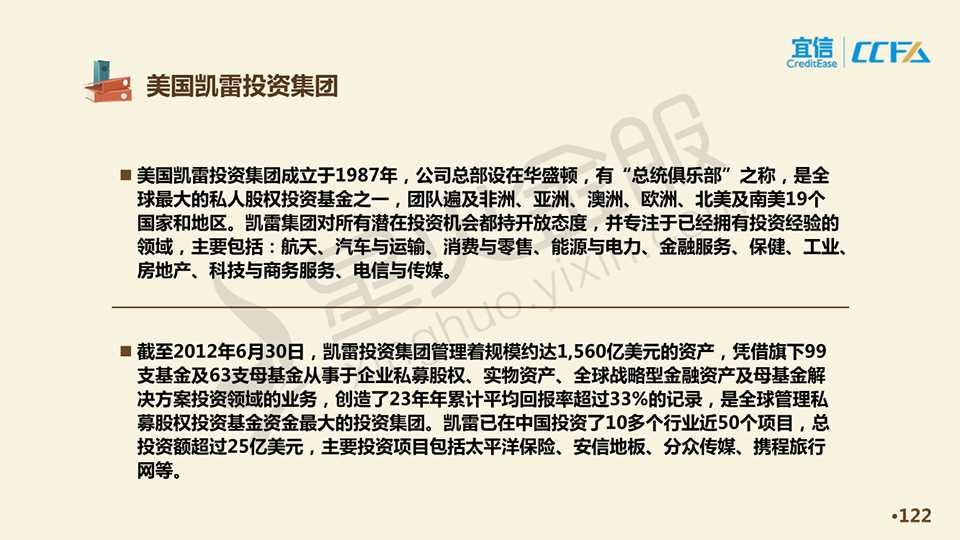 宜信
CreditEase
CCFA
美国凯雷投资集团
美国凯雷投资集团成立于1987年，公司总部设在华盛顿，有“总统俱乐部”之称，是全
球最大的私人股权投资基金之一，团队遍及非洲、亚洲、澳洲、欧洲、北美及南美19个
国家和地区。凯雷集团对所有潜在投资机会都持开放态度，并专注于已经拥有投资经验的
领域，主要包括：航天、汽车与运输、消费与零售、能源与电力、金融服务、保健、工业、
房地产、科技与商务服务、电信与传媒。
截至2012年6月30日，凯雷投资集团管理着规模约达1,560亿美元的资产，凭借旗下99
支基金及63支母基金从事于企业私募股权、实物资产、全球战略型金融资产及母基金解
决方案投资领域的业务，创造了23年年累计平均回报率超过33%的记录，是全球管理私
募股权投资基金资金最大的投资集团。凯雷已在中国投资了10多个行业近50个项目，总
投资额超过25亿美元，主要投资项目包括太平洋保险、安信地板、分众传媒、携程旅行
网等。
星火金服
•122